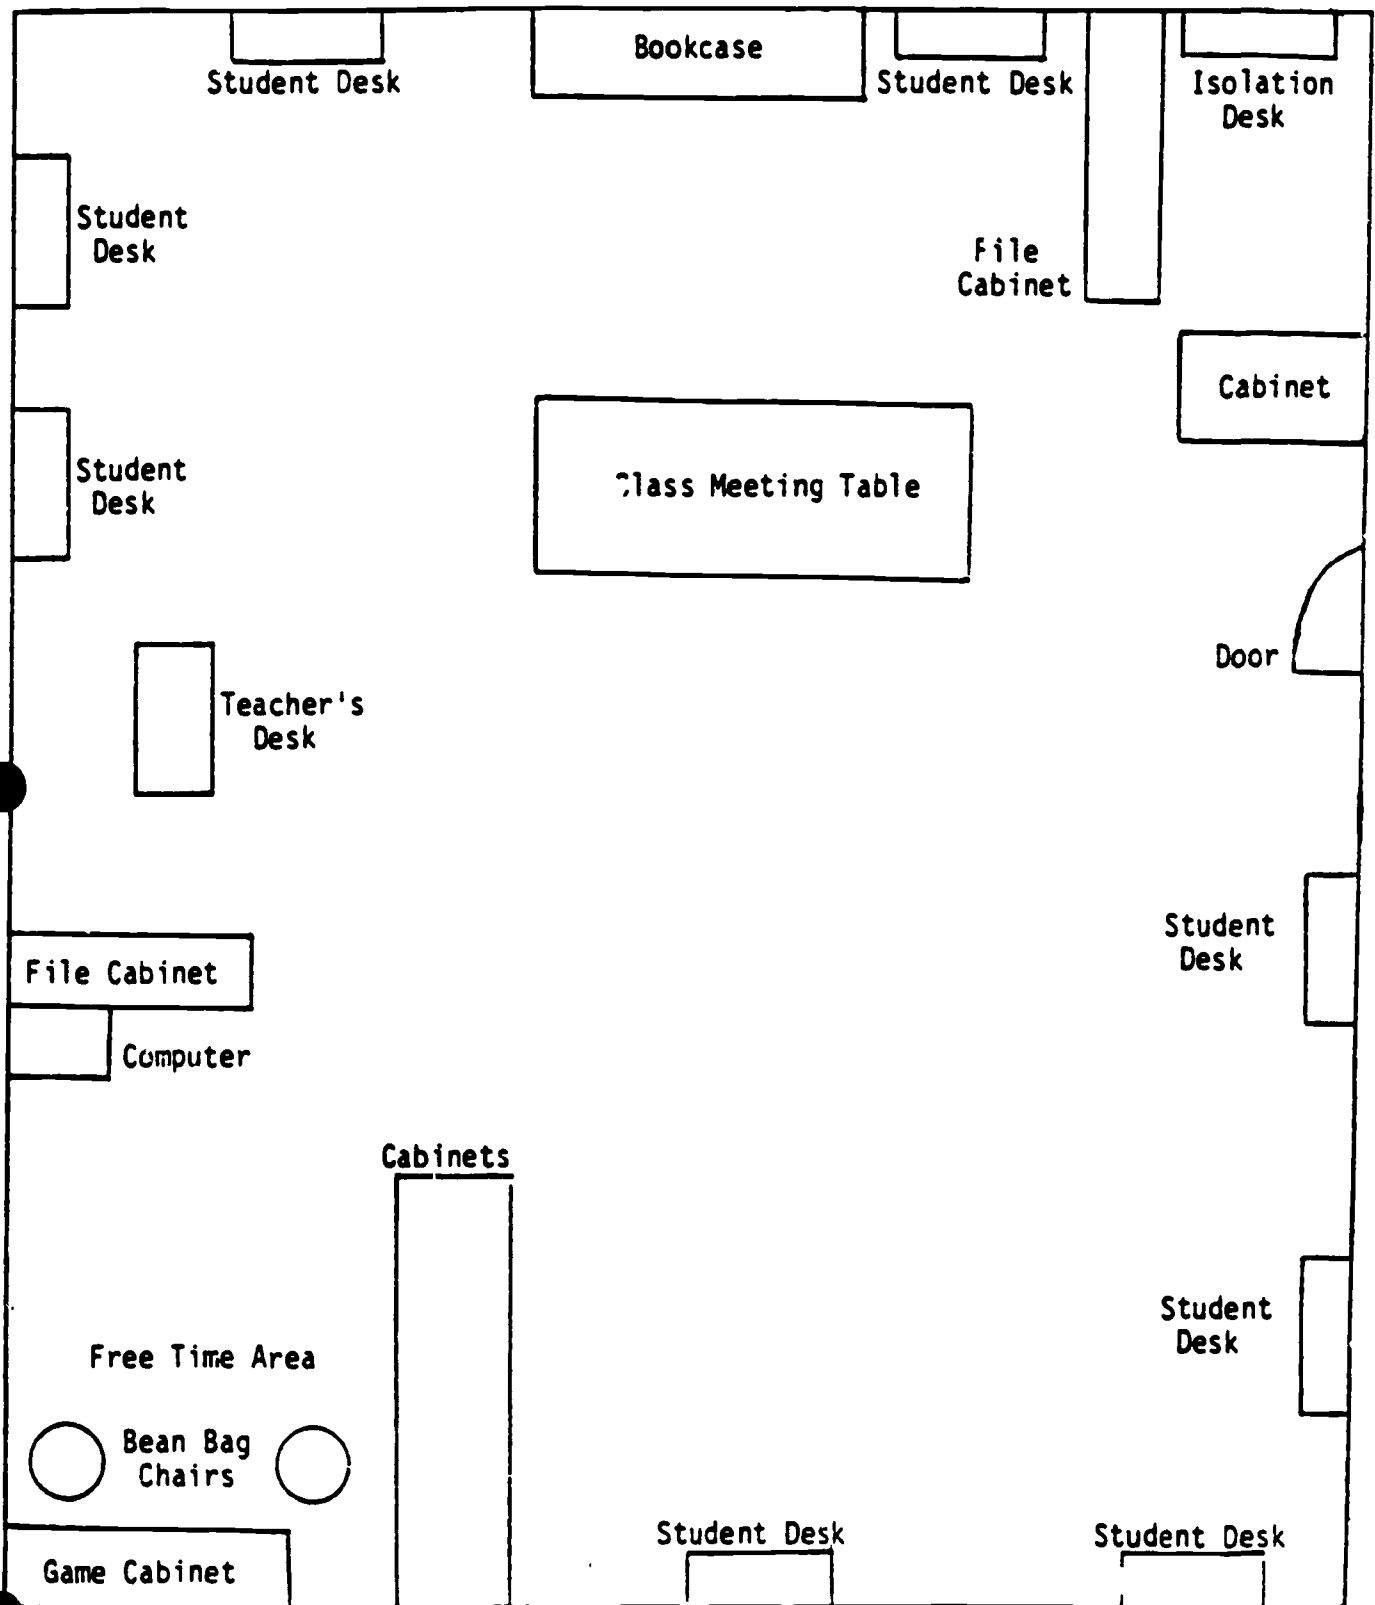 Bookcase
Student Desk
Student Desk
Isolation
Desk
Student
Desk
File
Cabinet
Cabinet
Student
Desk
Class Meeting Table
Door
Teacher's
Desk
Student
Desk
File Cabinet
Computer
Cabinets
Student
Desk
Free Time Area
Bean Bag
Chairs
Student Desk
Student Desk
Game Cabinet